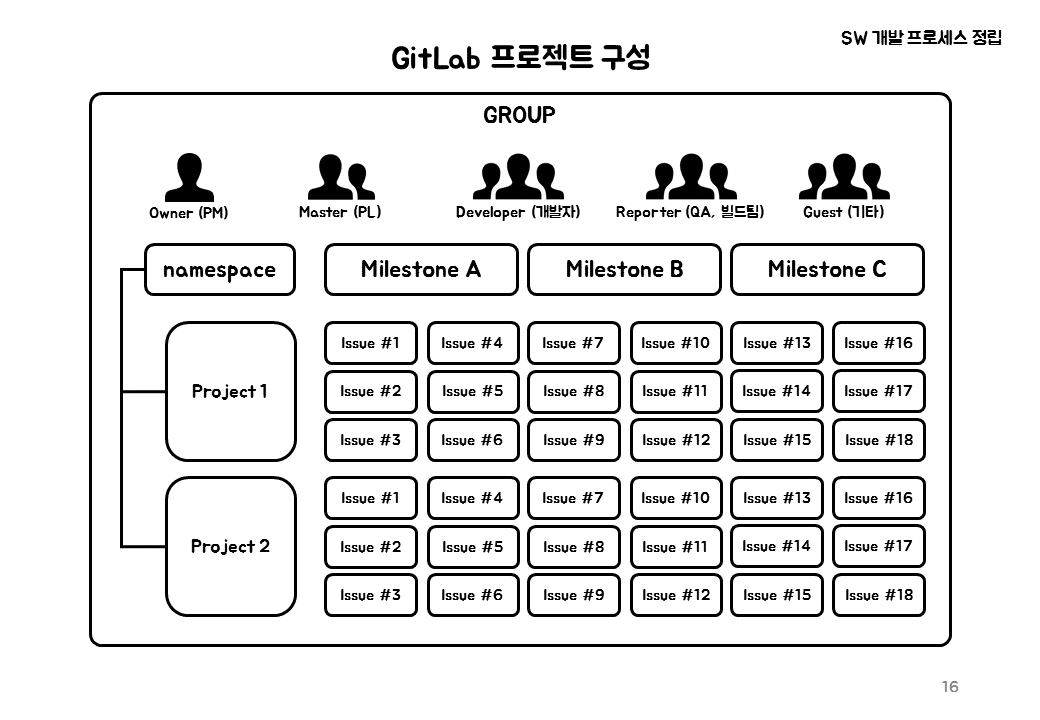 SW 개발 프로세스 정립
GitLab 프로젝트 구성
GROUP
Owner (PM)
Master (PL)
Developer (개발자)
Reporter (QA, 빌드팀)
Guest (기타)
namespace
Milestone A
Milestone B
Milestone C
Project 1
Issue #1
Issue #4
Issue #7
Issue #10
Issue #13
Issue #16
Issue #2
Issue #5
Issue #8
Issue #11
Issue #14
Issue #17
Issue #3
Issue #6
Issue #9
Issue #12
Issue #15
Issue #18
Project 2
Issue #1
Issue #4
Issue #7
Issue #10
Issue #13
Issue #16
Issue #2
Issue #5
Issue #8
Issue #11
Issue #14
Issue #17
Issue #3
Issue #6
Issue #9
Issue #12
Issue #15
Issue #18
16